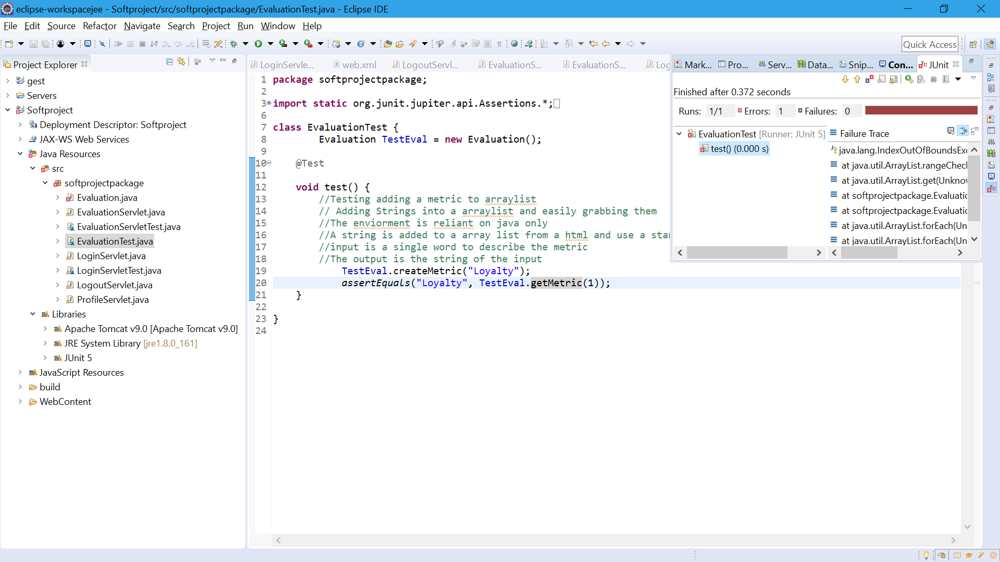 eclipse-workspacejee - Softproject/src/softprojectpackage/EvaluationTest.java - Eclipse IDE
File Edit Source Refactor Navigate Search Project Run Window Help
Quick Access
Project Explorer
gest
Servers
Softproject
Deployment Descriptor: Softproject
JAX-WS Web Services
Java Resources
src
softprojectpackage
Evaluation.java
EvaluationServlet.java
EvaluationServletTest.java
EvaluationTest.java
LoginServlet.java
LoginServletTest.java
LogoutServlet.java
ProfileServlet.java
Libraries
Apache Tomcat v9.0 [Apache Tomcat v9.0]
JRE System Library [jre1.8.0_161]
JUnit 5
JavaScript Resources
build
WebContent
LoginServle... web.xml LogoutServl... EvaluationS... EvaluationS... Log
1 package softprojectpackage;
2
3 import static org.junit.jupiter.api.Assertions.*;
6
7 class EvaluationTest {
8 Evaluation TestEval = new Evaluation();
9
10 @Test
11
12 void test() {
13 //Testing adding a metric to arraylist
14 // Adding Strings into a arraylist and easily grabbing them
15 //The enviorment is reliant on java only
16 //A string is added to a array list from a html and use a star
17 //input is a single word to describe the metric
18 //The output is the string of the input
19 TestEval.createMetric("Loyalty");
20 assertEquals("Loyalty", TestEval.getMetric(1));
21 }
22
23 }
24
Mark... Pro... Serv... Data... Snip... Con... JUnit
Finished after 0.372 seconds
Runs: 1/1 Errors: 1 Failures: 0
EvaluationTest [Runner: JUnit 5]
test() (0.000 s)
Failure Trace
java.lang.IndexOutOfBoundsExc
at java.util.ArrayList.rangeCheck
at java.util.ArrayList.get(Unknow
at softprojectpackage.Evaluatio
at softprojectpackage.Evaluatio
at java.util.ArrayList.forEach(Un
at java.util.ArrayList.forEach(Un